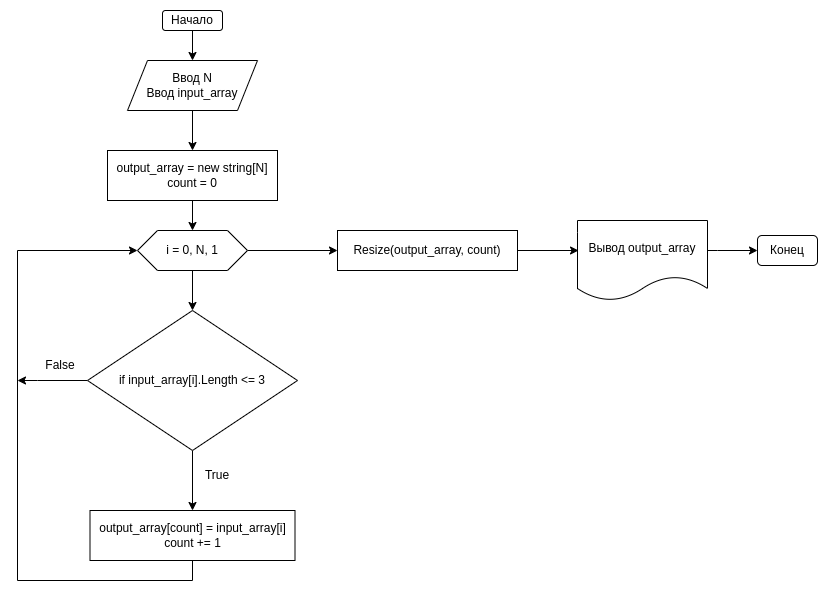 Начало
Ввод N
Ввод input_array
output_array = new string[N]
count = 0
i = 0, N, 1
Resize(output_array, count)
Вывод output_array
Конец
False
if input_array[i].Length <= 3
True
output_array[count] = input_array[i]
count += 1